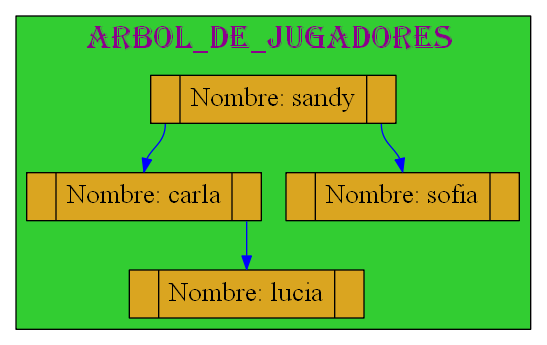 ARBOL_DE_JUGADORES
Nombre: sandy
Nombre: carla
Nombre: sofia
Nombre: lucia